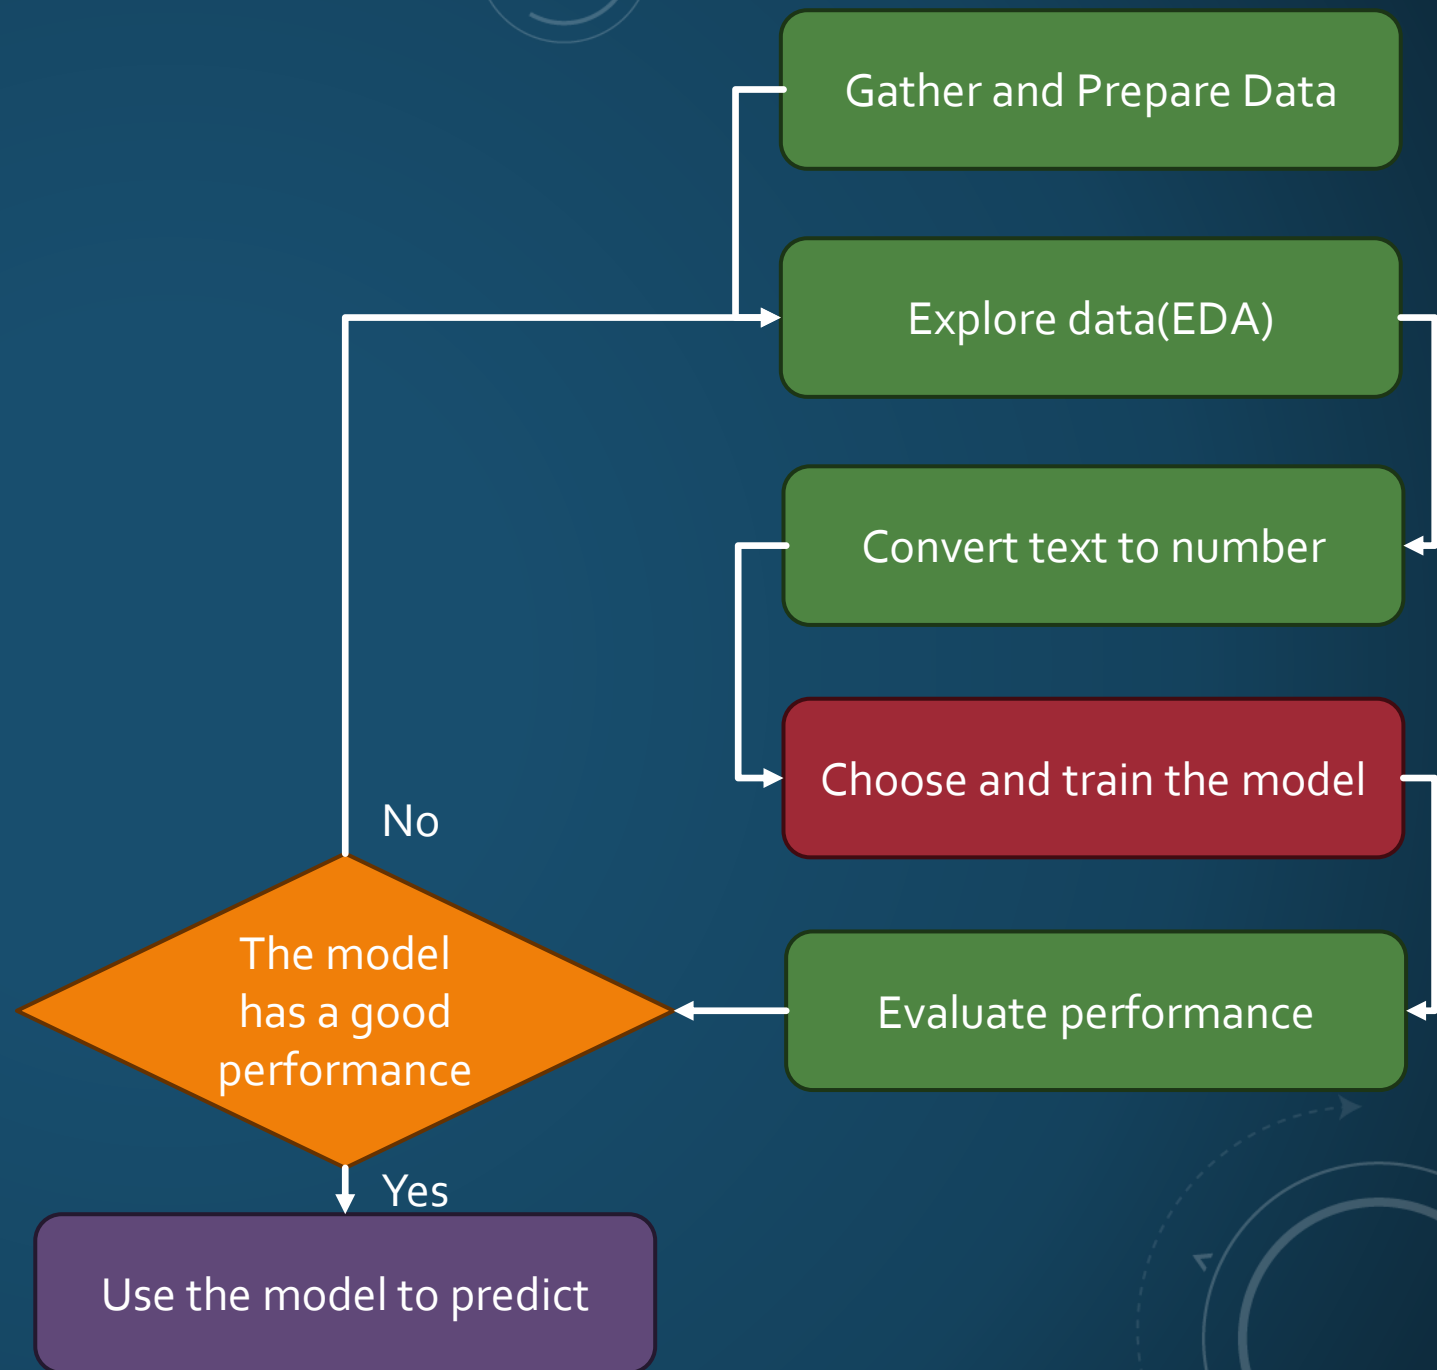 Gather and Prepare Data
Explore data(EDA)
Convert text to number
Choose and train the model
No
The model
has a good
performance
Evaluate performance
Yes
Use the model to predict